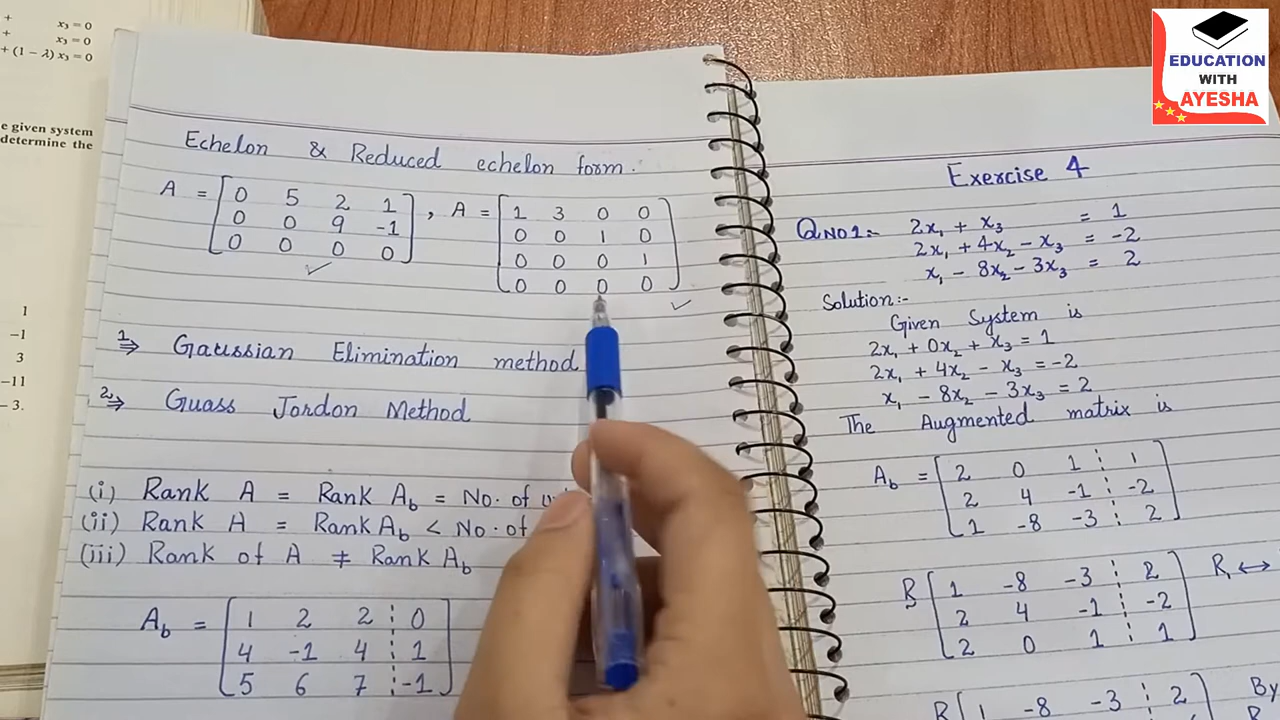 + x₃ = 0
+ x₃ = 0
+ (1 − λ) x₃ = 0
e given system
determine the
1
−1
3
−11
−3.
Echelon & Reduced echelon form.
A = [0 5 2 1 , A = [1 3 0 0
0 0 9 -1 0 0 1 0
0 0 0 0] 0 0 0 1
0 0 0 0]
1⇒ Gaussian Elimination method
2⇒ Guass Jordon Method
(i) Rank A = Rank Ab = No. of
(ii) Rank A = Rank Ab < No. of
(iii) Rank of A ≠ Rank Ab
Ab = [1 2 2 ⋮ 0
4 -1 4 ⋮ 1
5 6 7 ⋮ -1]
Exercise 4
Q NO 1:- 2x₁ + x₃ = 1
2x₁ + 4x₂ - x₃ = -2
x₁ - 8x₂ - 3x₃ = 2
Solution:-
Given System is
2x₁ + 0x₂ + x₃ = 1
2x₁ + 4x₂ - x₃ = -2
x₁ - 8x₂ - 3x₃ = 2
The Augmented matrix is
Ab = [2 0 1 ⋮ 1
2 4 -1 ⋮ -2
1 -8 -3 ⋮ 2]
R [1 -8 -3 ⋮ 2 R₁ ↔
2 4 -1 ⋮ -2
2 0 1 ⋮ 1]
R [1 -8 -3 ⋮ 2] By
EDUCATION
WITH
AYESHA